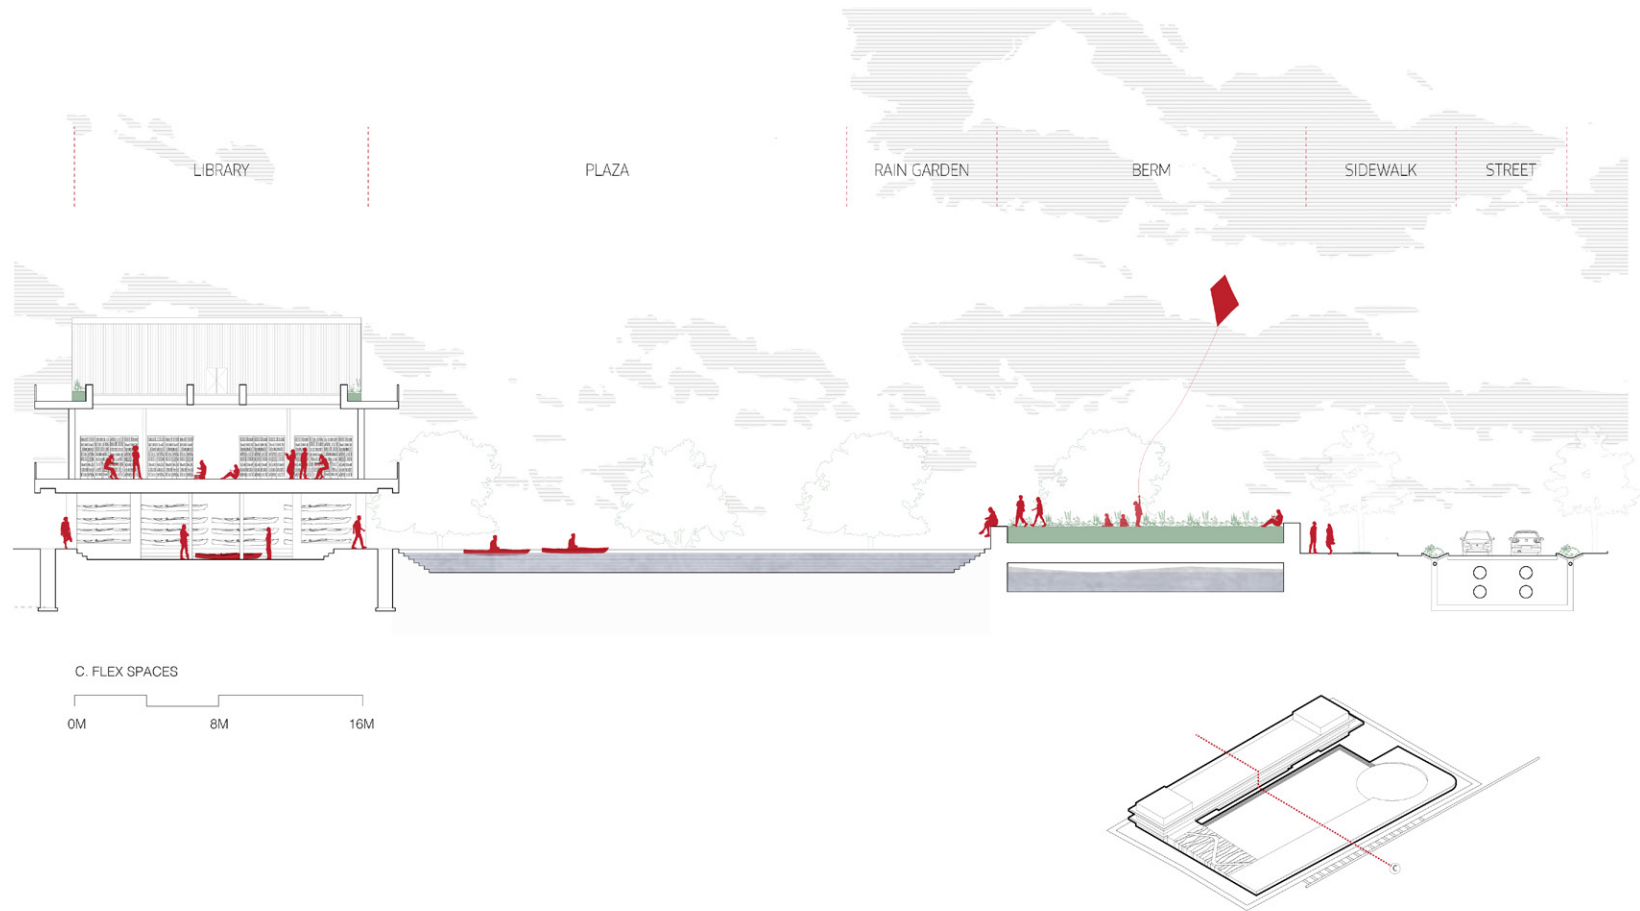 LIBRARY
PLAZA
RAIN GARDEN
BERM
SIDEWALK
STREET
C. FLEX SPACES
0M
8M
16M
C